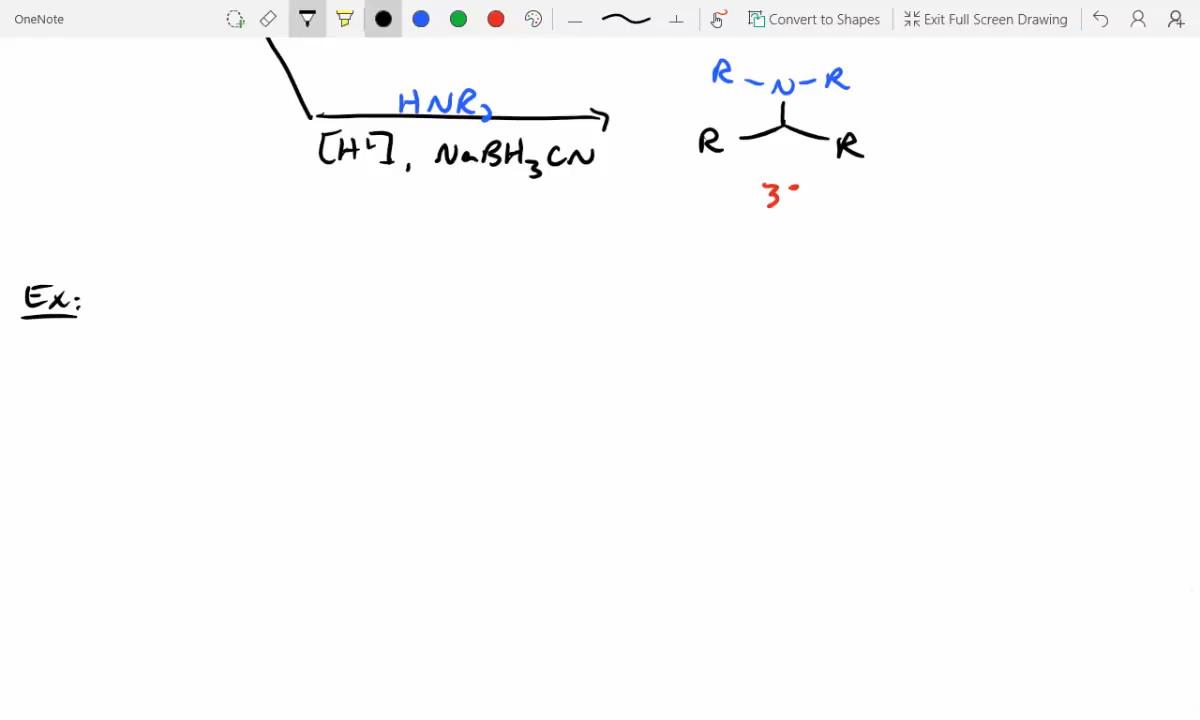 OneNote
Convert to Shapes
Exit Full Screen Drawing
HNR2
[H+], NaBH3CN
R-N-R
R R
3°
Ex: